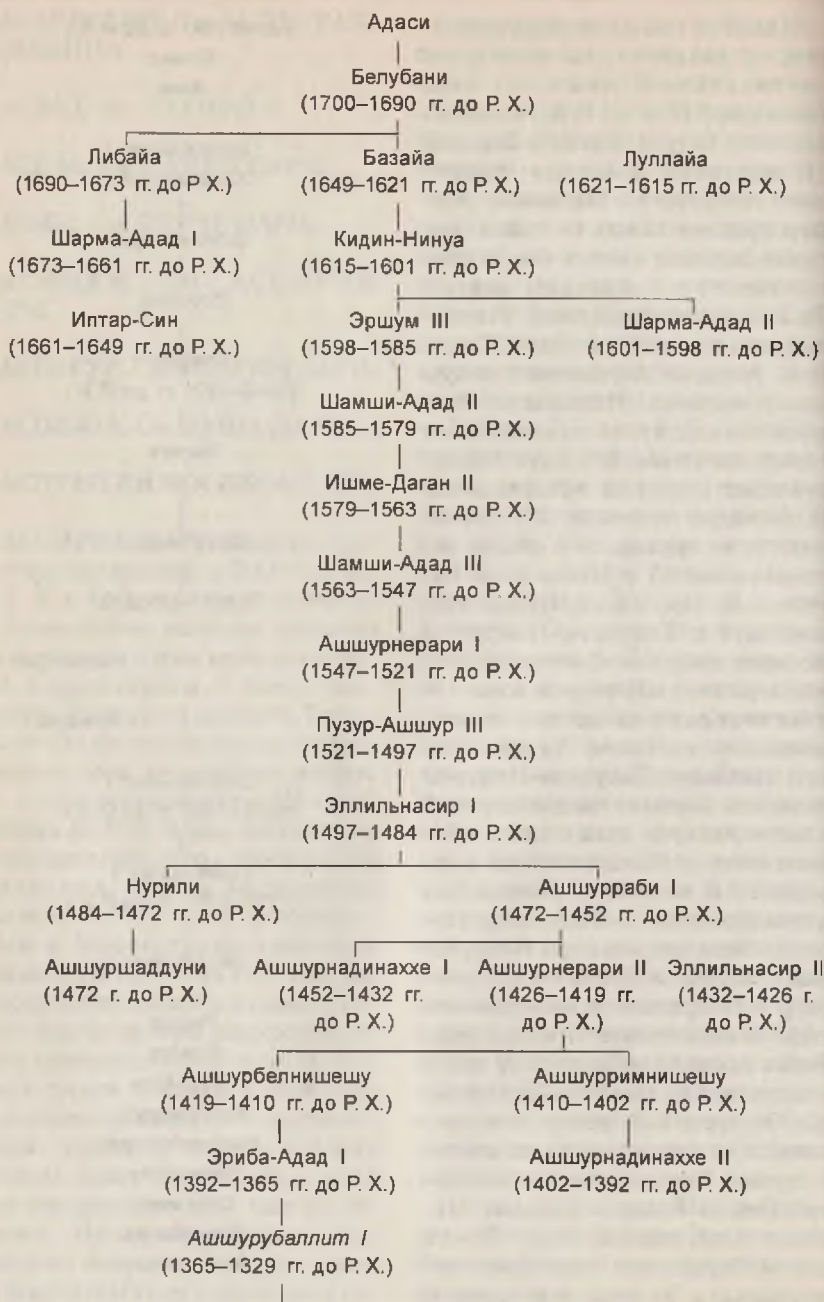 Адаси
Белубани
(1700–1690 гг. до Р. Х.)
Либайа Базайа Луллайа
(1690–1673 гг. до Р Х.) (1649–1621 гг. до Р. Х.) (1621–1615 гг. до Р. Х.)
Шарма-Адад I Кидин-Нинуа
(1673–1661 гг. до Р. Х.) (1615–1601 гг. до Р. Х.)
Иптар-Син Эршум III Шарма-Адад II
(1661–1649 гг. до Р. Х.) (1598–1585 гг. до Р. Х.) (1601–1598 гг. до Р. Х.)
Шамши-Адад II
(1585–1579 гг. до Р. Х.)
Ишме-Даган II
(1579–1563 гг. до Р. Х.)
Шамши-Адад III
(1563–1547 гг. до Р. Х.)
Ашшурнерари I
(1547–1521 гг. до Р. Х.)
Пузур-Ашшур III
(1521–1497 гг. до Р. Х.)
Эллильнасир I
(1497–1484 гг. до Р. Х.)
Нурили Ашшурраби I
(1484–1472 гг. до Р. Х.) (1472–1452 гг. до Р. Х.)
Ашшуршаддуни Ашшурнадинаххе I Ашшурнерари II Эллильнасир II
(1472 г. до Р. Х.) (1452–1432 гг. (1426–1419 гг. (1432–1426 г.
до Р. Х.) до Р. Х.) до Р. Х.)
Ашшурбелнишешу Ашшурримнишешу
(1419–1410 гг. до Р. Х.) (1410–1402 гг. до Р. Х.)
Эриба-Адад I Ашшурнадинаххе II
(1392–1365 гг. до Р. Х.) (1402–1392 гг. до Р. Х.)
Ашшурубаллит I
(1365–1329 гг. до Р. Х.)